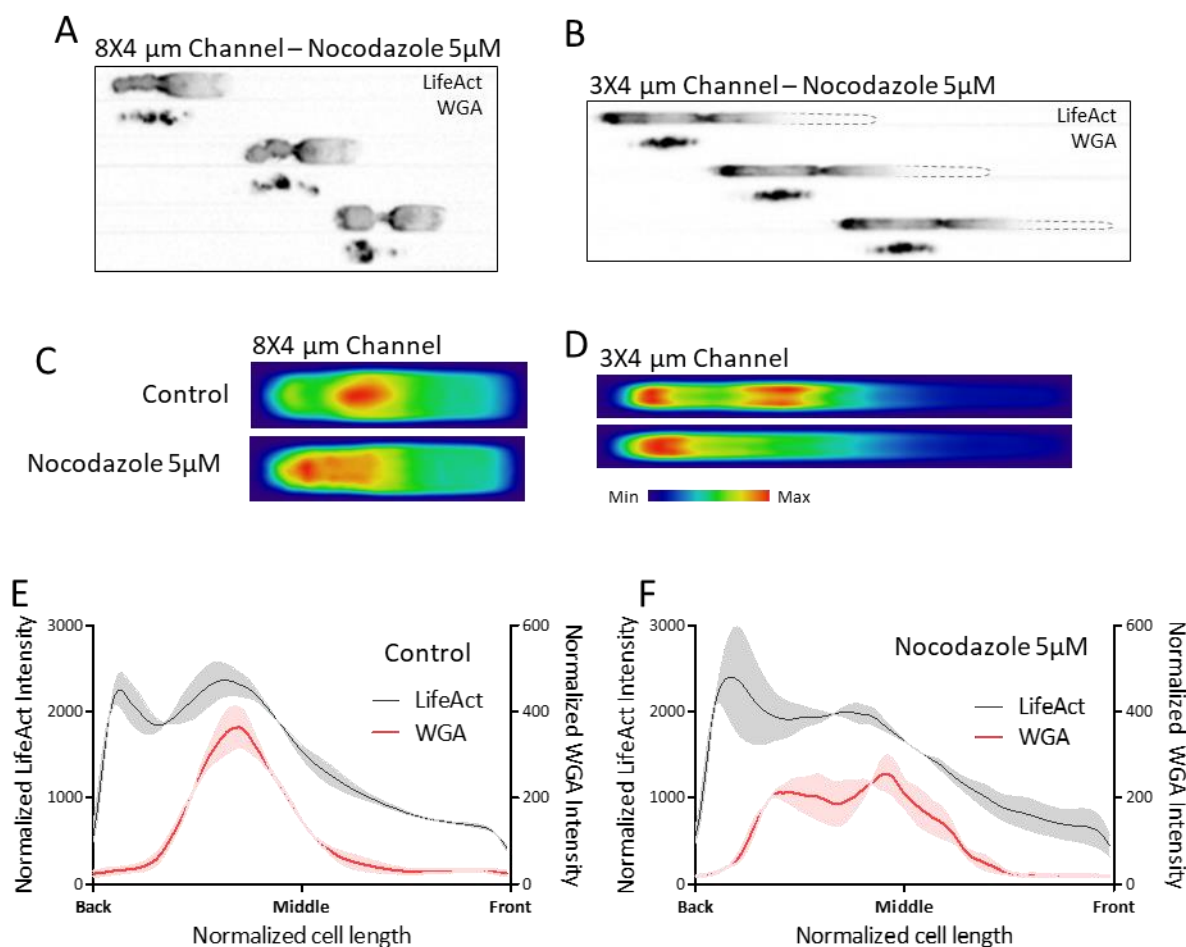 A
8X4 µm Channel – Nocodazole 5µM
LifeAct
WGA
B
3X4 µm Channel – Nocodazole 5µM
LifeAct
WGA
C
8X4 µm Channel
Control
Nocodazole 5µM
D
3X4 µm Channel
Min
Max
E
Normalized LifeAct Intensity
3000
2000
1000
0
Control
LifeAct
WGA
600
400
200
0
Normalized WGA Intensity
Back
Middle
Front
Normalized cell length
F
Normalized LifeAct Intensity
3000
2000
1000
0
Nocodazole 5µM
LifeAct
WGA
600
400
200
0
Normalized WGA Intensity
Back
Middle
Front
Normalized cell length